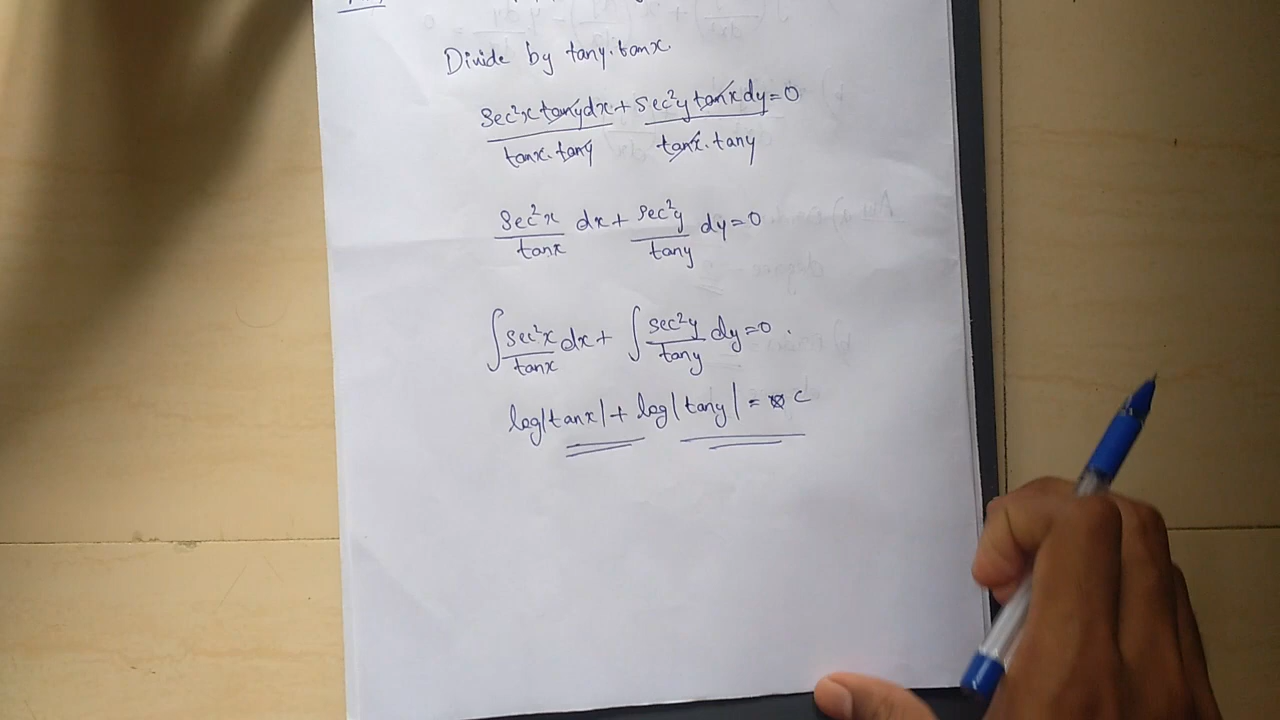 Divide by tany.tanx.
sec²x tany dx + sec²y tanx dy = 0
tanx.tany tanx.tany
sec²x/tanx dx + sec²y/tany dy = 0
∫ sec²x/tanx dx + ∫ sec²y/tany dy = 0.
log|tanx| + log|tany| = c